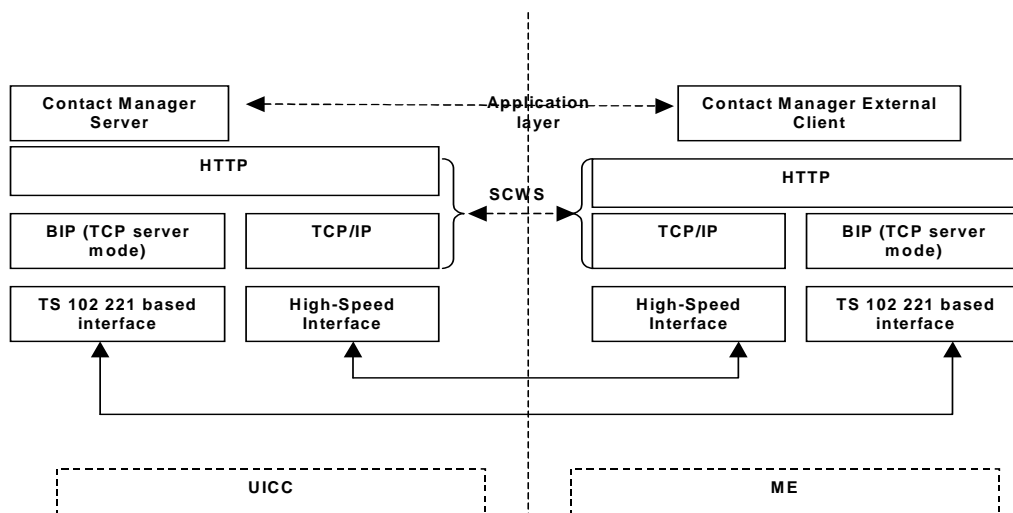 Contact Manager
Server
Application
layer
Contact Manager External
Client
HTTP
SCWS
HTTP
BIP (TCP server
mode)
TCP/IP
TCP/IP
BIP (TCP server
mode)
TS 102 221 based
interface
High-Speed
Interface
High-Speed
Interface
TS 102 221 based
interface
UICC
ME